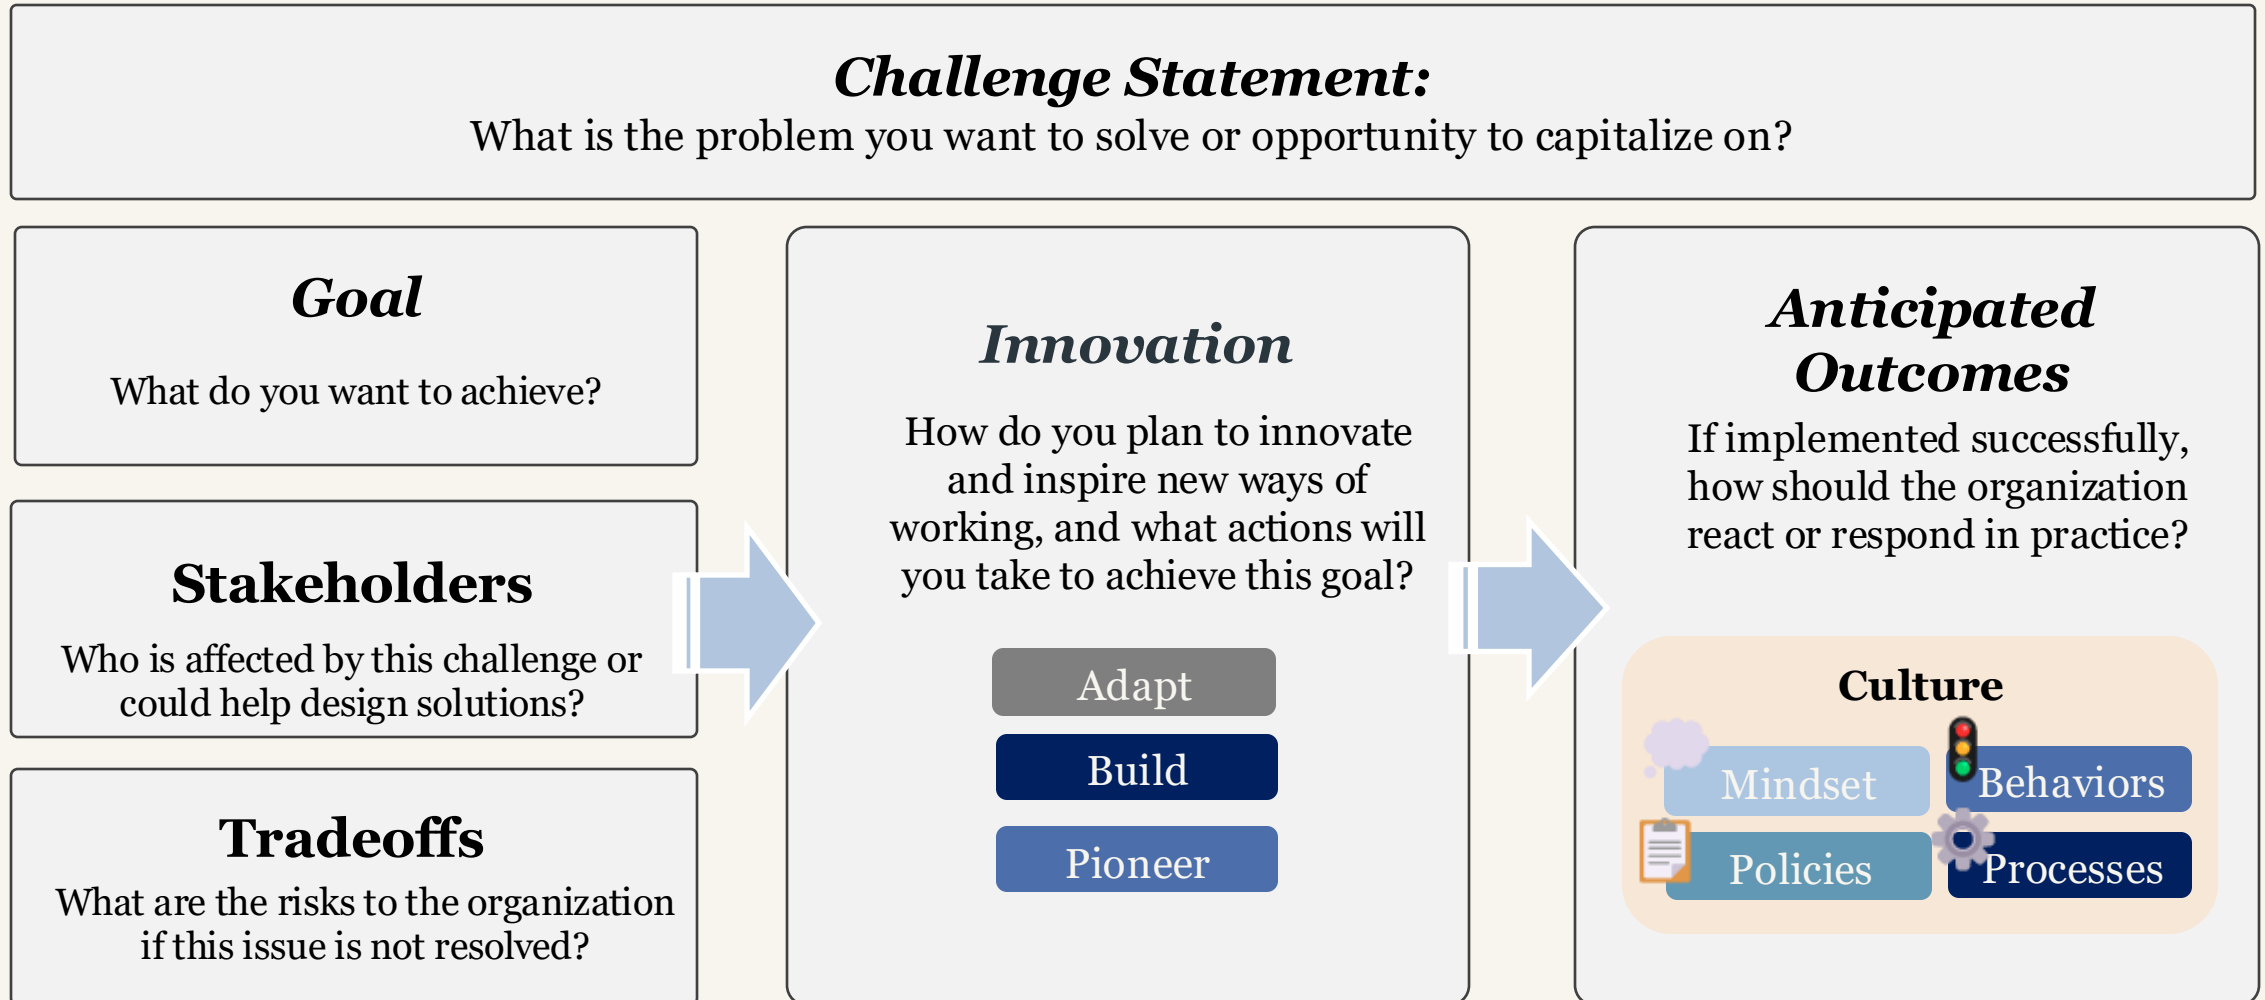 Challenge Statement:
What is the problem you want to solve or opportunity to capitalize on?
Goal
What do you want to achieve?
Stakeholders
Who is affected by this challenge or
could help design solutions?
Tradeoffs
What are the risks to the organization
if this issue is not resolved?
Innovation
How do you plan to innovate
and inspire new ways of
working, and what actions will
you take to achieve this goal?
Adapt
Build
Pioneer
Anticipated
Outcomes
If implemented successfully,
how should the organization
react or respond in practice?
Culture
Mindset
Behaviors
Policies
Processes